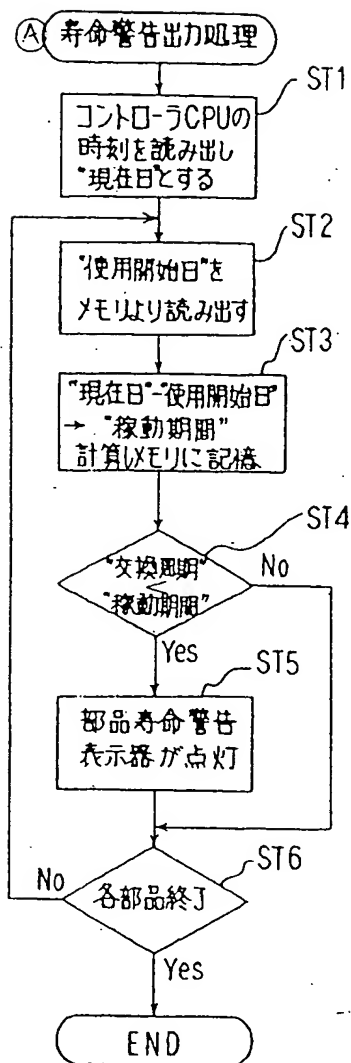 Ⓐ 寿命警告出力処理
ST1
コントローラCPUの
時刻を読み出し
"現在日"とする
ST2
"使用開始日"を
メモリより読み出す
ST3
"現在日"-"使用開始日"
→ "稼動期間"
計算しメモリに記憶
ST4
"交換周期"
<
"稼動期間"
No
Yes
ST5
部品寿命警告
表示器が点灯
ST6
No
各部品終了
Yes
END